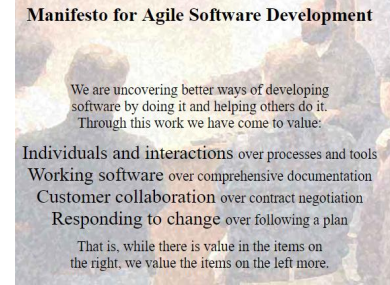 Manifesto for Agile Software Development
We are uncovering better ways of developing
software by doing it and helping others do it.
Through this work we have come to value:
Individuals and interactions over processes and tools
Working software over comprehensive documentation
Customer collaboration over contract negotiation
Responding to change over following a plan
That is, while there is value in the items on
the right, we value the items on the left more.